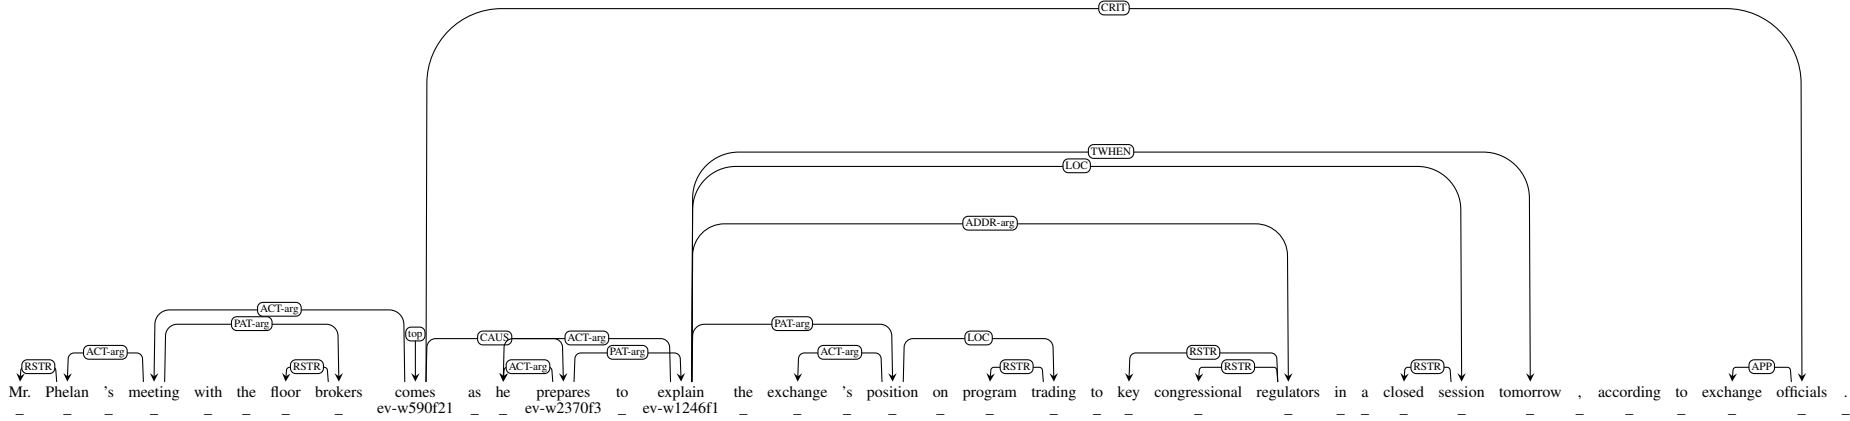 CRIT
TWHEN
LOC
ADDR-arg
ACT-arg
PAT-arg PAT-arg
top
CAUS ACT-arg LOC
ACT-arg PAT-arg ACT-arg RSTR
RSTR RSTR ACT-arg RSTR RSTR RSTR APP
Mr. Phelan 's meeting with the floor brokers comes as he prepares to explain the exchange 's position on program trading to key congressional regulators in a closed session tomorrow , according to exchange officials .
_ _ _ _ _ _ _ _ ev-w590f21 _ _ ev-w2370f3 _ ev-w1246f1 _ _ _ _ _ _ _ _ _ _ _ _ _ _ _ _ _ _ _ _ _ _